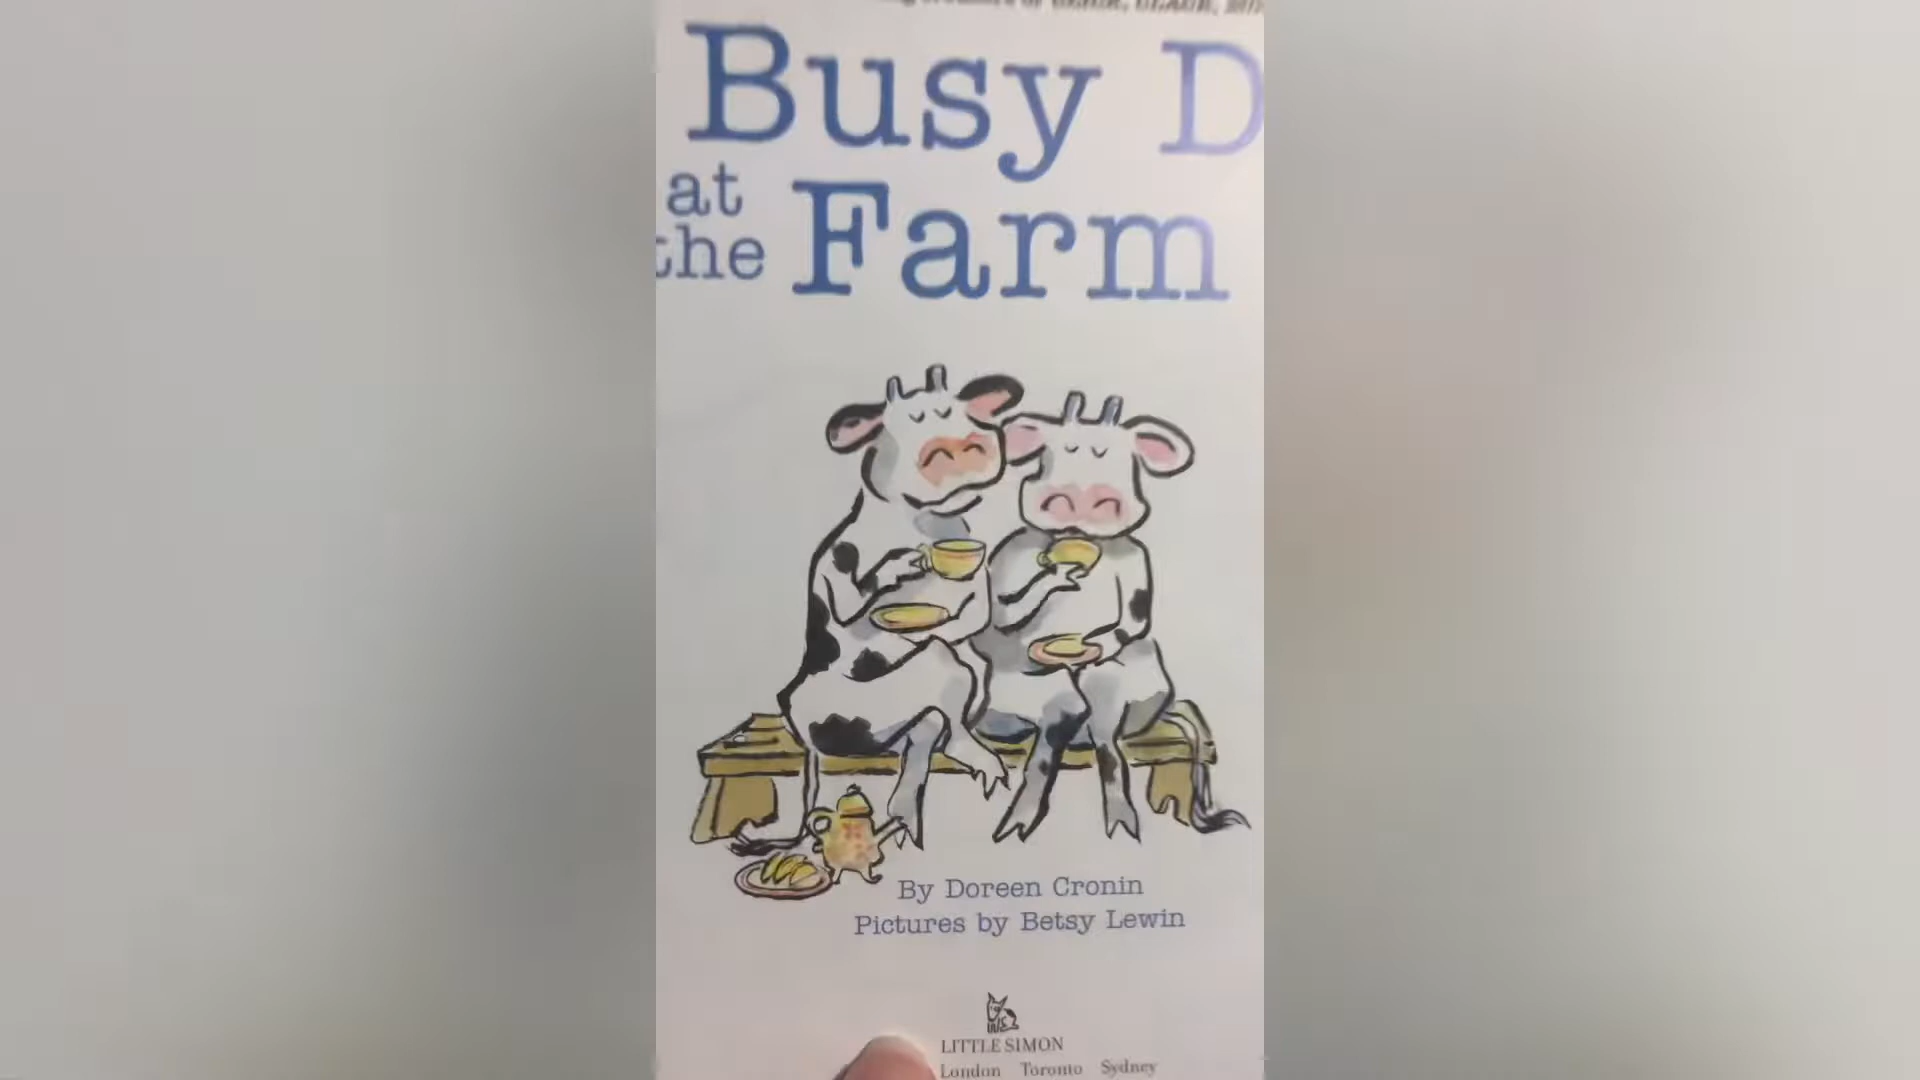 Busy D
at
the Farm
By Doreen Cronin
Pictures by Betsy Lewin
LITTLE SIMON
London Toronto Sydney